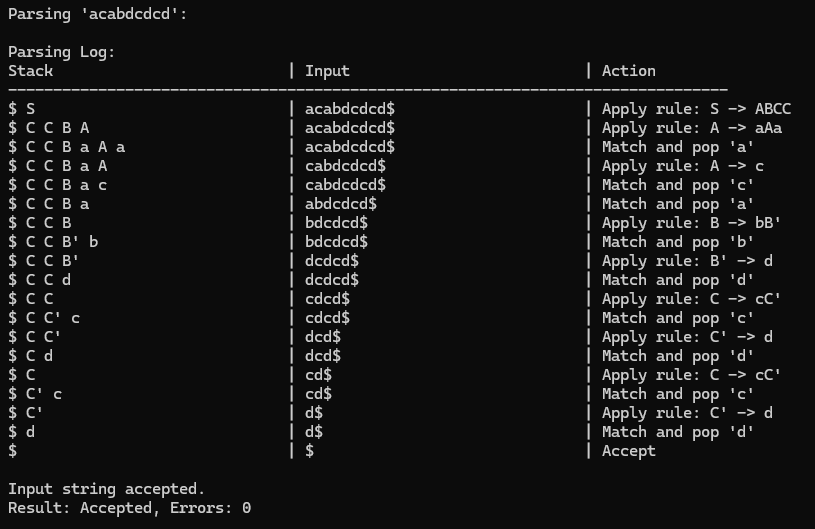 Parsing 'acabdcdcd':

Parsing Log:
Stack                          | Input                          | Action
--------------------------------------------------------------------------------
$ S                            | acabdcdcd$                     | Apply rule: S -> ABCC
$ C C B A                      | acabdcdcd$                     | Apply rule: A -> aAa
$ C C B a A a                  | acabdcdcd$                     | Match and pop 'a'
$ C C B a A                    | cabdcdcd$                      | Apply rule: A -> c
$ C C B a c                    | cabdcdcd$                      | Match and pop 'c'
$ C C B a                      | abdcdcd$                       | Match and pop 'a'
$ C C B                        | bdcdcd$                        | Apply rule: B -> bB'
$ C C B' b                     | bdcdcd$                        | Match and pop 'b'
$ C C B'                       | dcdcd$                         | Apply rule: B' -> d
$ C C d                        | dcdcd$                         | Match and pop 'd'
$ C C                          | cdcd$                          | Apply rule: C -> cC'
$ C C' c                       | cdcd$                          | Match and pop 'c'
$ C C'                         | dcd$                           | Apply rule: C' -> d
$ C d                          | dcd$                           | Match and pop 'd'
$ C                            | cd$                            | Apply rule: C -> cC'
$ C' c                         | cd$                            | Match and pop 'c'
$ C'                           | d$                             | Apply rule: C' -> d
$ d                            | d$                             | Match and pop 'd'
$                              | $                              | Accept

Input string accepted.
Result: Accepted, Errors: 0